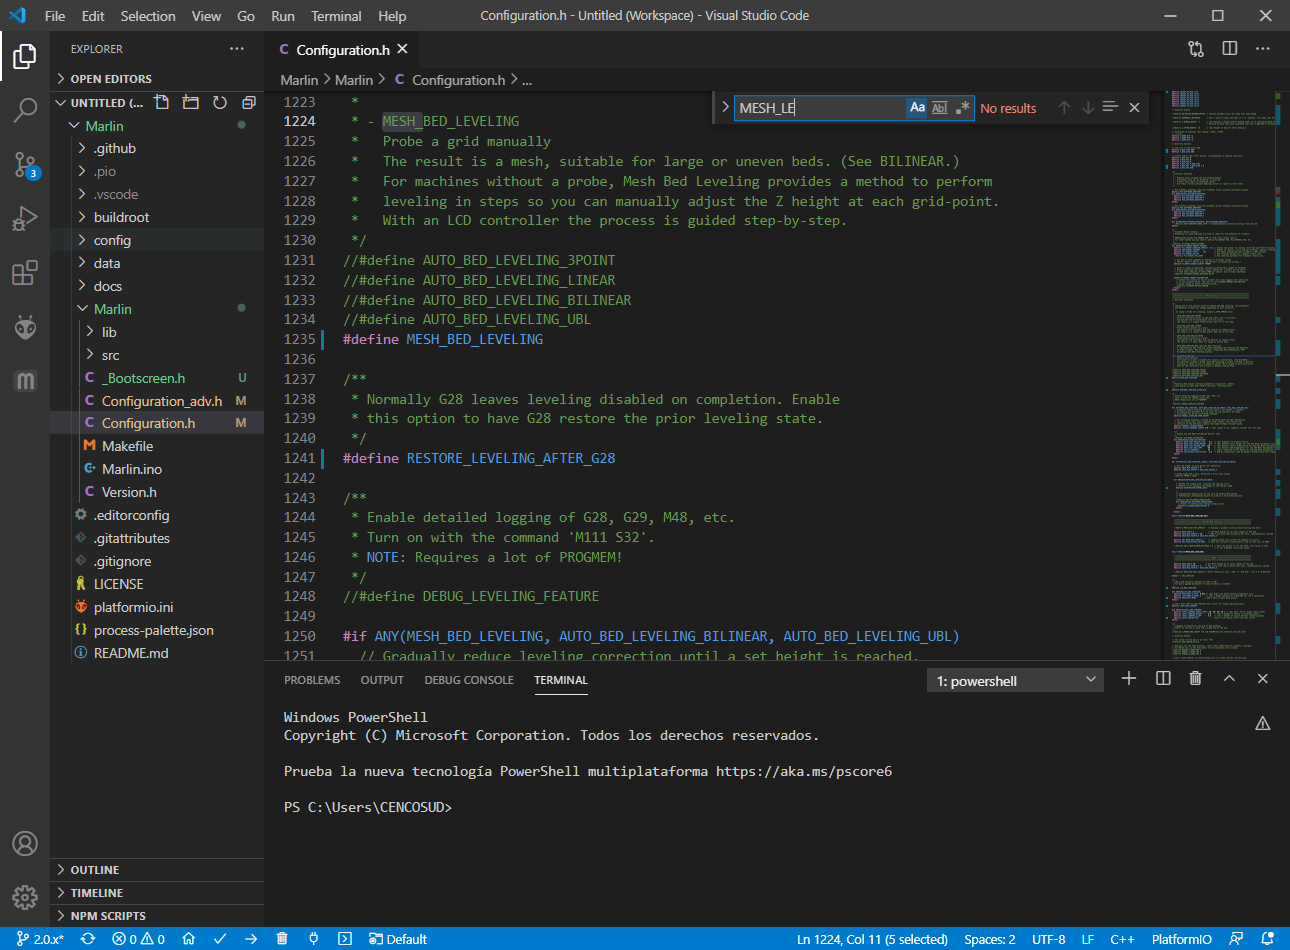 File Edit Selection View Go Run Terminal Help
Configuration.h - Untitled (Workspace) - Visual Studio Code
EXPLORER
OPEN EDITORS
UNTITLED (...
Marlin
.github
.pio
.vscode
buildroot
config
data
docs
Marlin
lib
src
C _Bootscreen.h U
C Configuration_adv.h M
C Configuration.h M
M Makefile
Marlin.ino
C Version.h
.editorconfig
.gitattributes
.gitignore
LICENSE
platformio.ini
{} process-palette.json
README.md
OUTLINE
TIMELINE
NPM SCRIPTS
3
C Configuration.h
Marlin > Marlin > C Configuration.h > ...
MESH_LE Aa Abl .* No results
1223 *
1224 * - MESH_BED_LEVELING
1225 *   Probe a grid manually
1226 *   The result is a mesh, suitable for large or uneven beds. (See BILINEAR.)
1227 *   For machines without a probe, Mesh Bed Leveling provides a method to perform
1228 *   leveling in steps so you can manually adjust the Z height at each grid-point.
1229 *   With an LCD controller the process is guided step-by-step.
1230 */
1231 //#define AUTO_BED_LEVELING_3POINT
1232 //#define AUTO_BED_LEVELING_LINEAR
1233 //#define AUTO_BED_LEVELING_BILINEAR
1234 //#define AUTO_BED_LEVELING_UBL
1235 #define MESH_BED_LEVELING
1236
1237 /**
1238 * Normally G28 leaves leveling disabled on completion. Enable
1239 * this option to have G28 restore the prior leveling state.
1240 */
1241 #define RESTORE_LEVELING_AFTER_G28
1242
1243 /**
1244 * Enable detailed logging of G28, G29, M48, etc.
1245 * Turn on with the command 'M111 S32'.
1246 * NOTE: Requires a lot of PROGMEM!
1247 */
1248 //#define DEBUG_LEVELING_FEATURE
1249
1250 #if ANY(MESH_BED_LEVELING, AUTO_BED_LEVELING_BILINEAR, AUTO_BED_LEVELING_UBL)
1251 // Gradually reduce leveling correction until a set height is reached,
PROBLEMS OUTPUT DEBUG CONSOLE TERMINAL
1: powershell
Windows PowerShell
Copyright (C) Microsoft Corporation. Todos los derechos reservados.
Prueba la nueva tecnología PowerShell multiplataforma https://aka.ms/pscore6
PS C:\Users\CENCOSUD>
2.0.x* 0 0 Default Ln 1224, Col 11 (5 selected) Spaces: 2 UTF-8 LF C++ PlatformIO